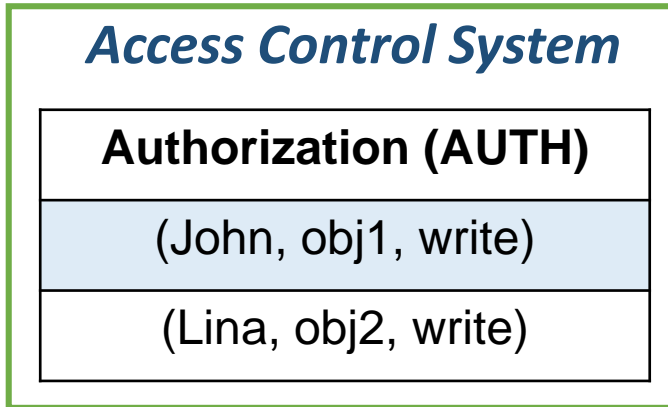 Access Control System
Authorization (AUTH)
(John, obj1, write)
(Lina, obj2, write)